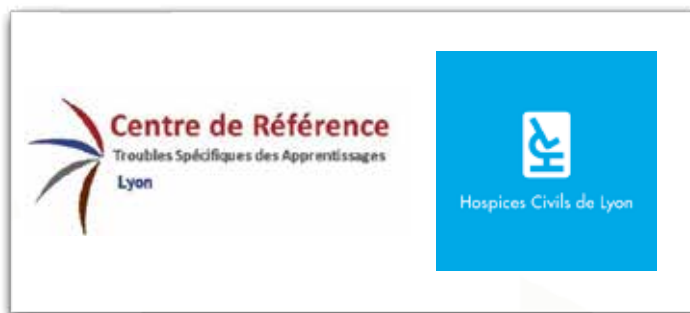 Centre de Référence
Troubles Spécifiques des Apprentissages
Lyon
Hospices Civils de Lyon